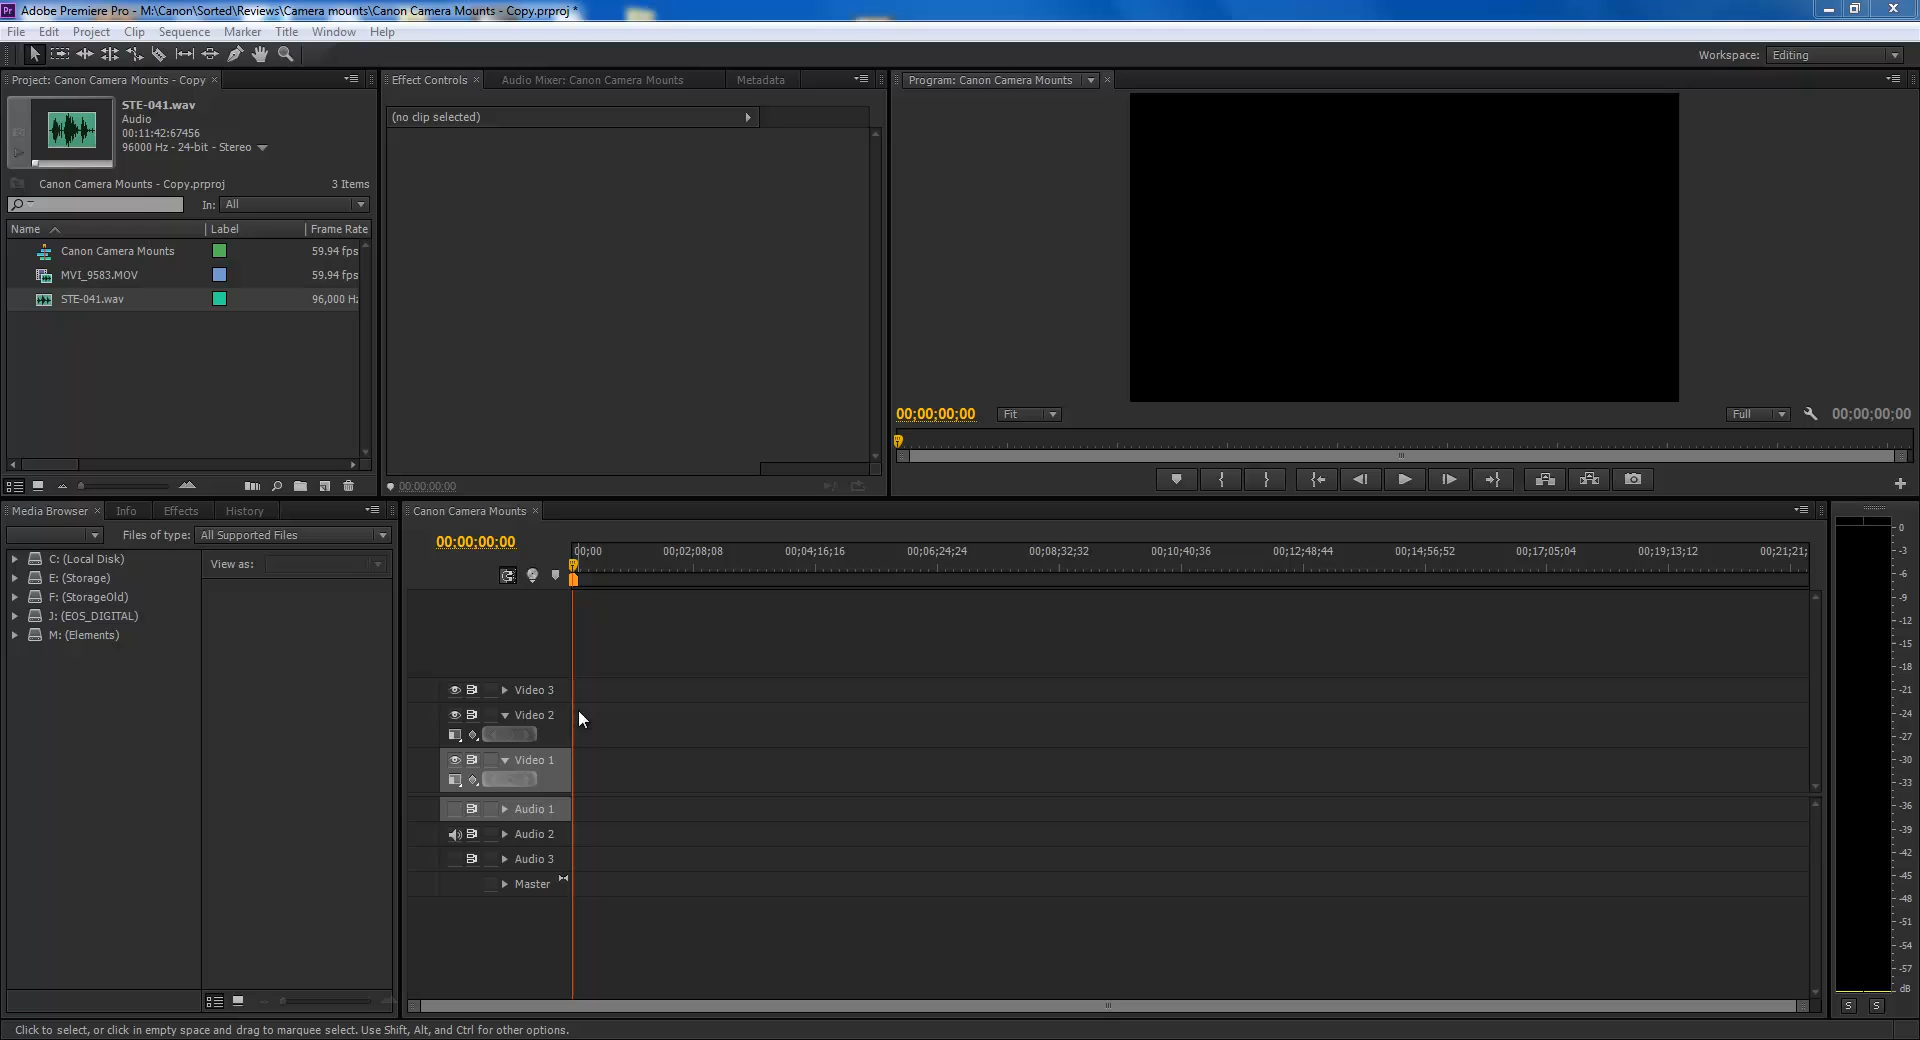 Pr Adobe Premiere Pro - M:\Canon\Sorted\Reviews\Camera mounts\Canon Camera Mounts - Copy.prproj *
File Edit Project Clip Sequence Marker Title Window Help
Workspace: Editing
Project: Canon Camera Mounts - Copy
STE-041.wav
Audio
00:11:42:67456
96000 Hz - 24-bit - Stereo
Canon Camera Mounts - Copy.prproj 3 Items
In: All
Name Label Frame Rate
Canon Camera Mounts 59.94 fps
MVI_9583.MOV 59.94 fps
STE-041.wav 96,000 Hz
Effect Controls Audio Mixer: Canon Camera Mounts Metadata
(no clip selected)
00:00:00:00
Program: Canon Camera Mounts
00;00;00;00 Fit Full 00;00;00;00
Media Browser Info Effects History
Files of type: All Supported Files
C: (Local Disk)
E: (Storage)
F: (StorageOld)
J: (EOS_DIGITAL)
M: (Elements)
View as:
Canon Camera Mounts
00;00;00;00
00;00 00;02;08;08 00;04;16;16 00;06;24;24 00;08;32;32 00;10;40;36 00;12;48;44 00;14;56;52 00;17;05;04 00;19;13;12 00;21;21;
Video 3
Video 2
Video 1
Audio 1
Audio 2
Audio 3
Master
0
-3
-6
-9
-12
-15
-18
-21
-24
-27
-30
-33
-36
-39
-42
-45
-48
-51
-54
-57
dB
S S
Click to select, or click in empty space and drag to marquee select. Use Shift, Alt, and Ctrl for other options.